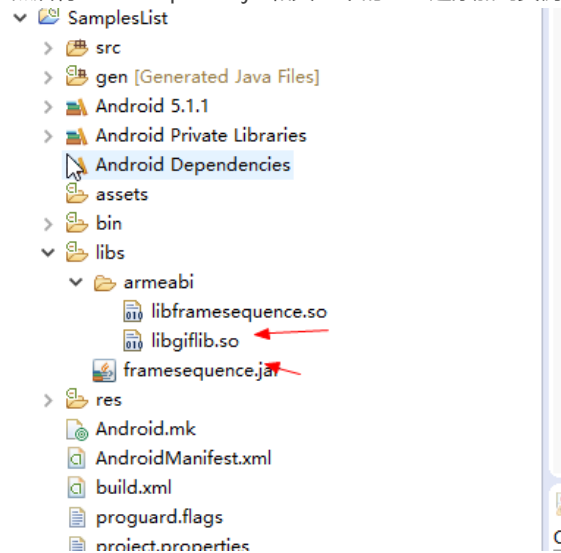 SamplesList
src
gen [Generated Java Files]
Android 5.1.1
Android Private Libraries
Android Dependencies
assets
bin
libs
armeabi
libframesequence.so
libgiflib.so
framesequence.jar
res
Android.mk
AndroidManifest.xml
build.xml
proguard.flags
project.properties